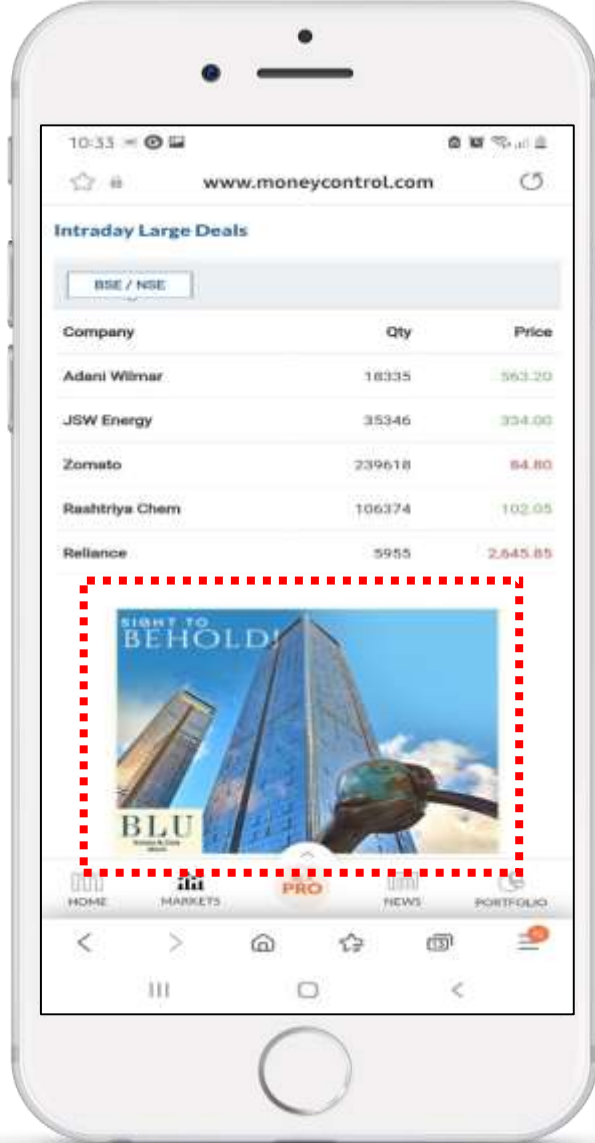 10:33
www.moneycontrol.com
Intraday Large Deals
BSE / NSE
Company Qty Price
Adani Wilmar 18335 563.20
JSW Energy 35346 334.00
Zomato 239618 84.80
Rashtriya Chem 106374 102.05
Reliance 5955 2,645.85
SIGHT TO
BEHOLD!
BLU
HOME MARKETS PRO NEWS PORTFOLIO